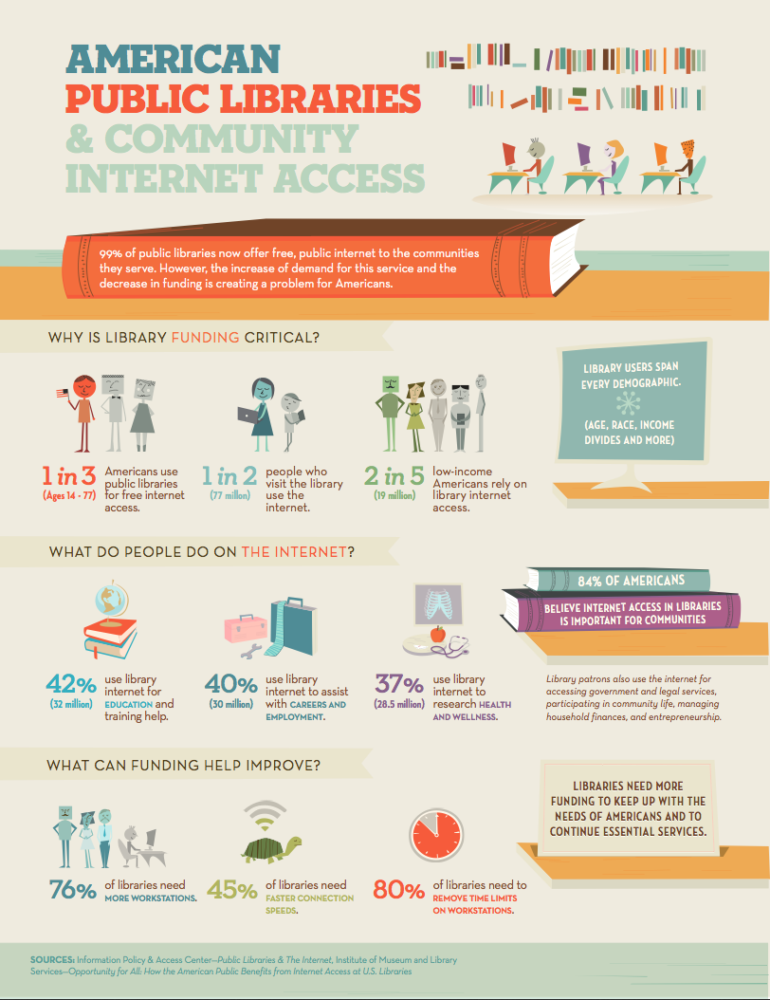 AMERICAN
PUBLIC LIBRARIES
& COMMUNITY
INTERNET ACCESS
99% of public libraries now offer free, public internet to the communities
they serve. However, the increase of demand for this service and the
decrease in funding is creating a problem for Americans.
WHY IS LIBRARY FUNDING CRITICAL?
1 in 3
(Ages 14 - 77)
Americans use
public libraries
for free internet
access.
1 in 2
(77 millon)
people who
visit the library
use the
internet.
2 in 5
(19 million)
low-income
Americans rely on
library internet
access.
LIBRARY USERS SPAN
EVERY DEMOGRAPHIC.
(AGE, RACE, INCOME
DIVIDES AND MORE)
WHAT DO PEOPLE DO ON THE INTERNET?
42%
(32 million)
use library
internet for
EDUCATION and
training help.
40%
(30 million)
use library
internet to assist
with CAREERS AND
EMPLOYMENT.
37%
(28.5 million)
use library
internet to
research HEALTH
AND WELLNESS.
84% OF AMERICANS
BELIEVE INTERNET ACCESS IN LIBRARIES
IS IMPORTANT FOR COMMUNITIES
Library patrons also use the internet for
accessing government and legal services,
participating in community life, managing
household finances, and entrepreneurship.
WHAT CAN FUNDING HELP IMPROVE?
76%
of libraries need
MORE WORKSTATIONS.
45%
of libraries need
FASTER CONNECTION
SPEEDS.
80%
of libraries need to
REMOVE TIME LIMITS
ON WORKSTATIONS.
LIBRARIES NEED MORE
FUNDING TO KEEP UP WITH THE
NEEDS OF AMERICANS AND TO
CONTINUE ESSENTIAL SERVICES.
SOURCES: Information Policy & Access Center—Public Libraries & The Internet, Institute of Museum and Library
Services—Opportunity for All: How the American Public Benefits from Internet Access at U.S. Libraries